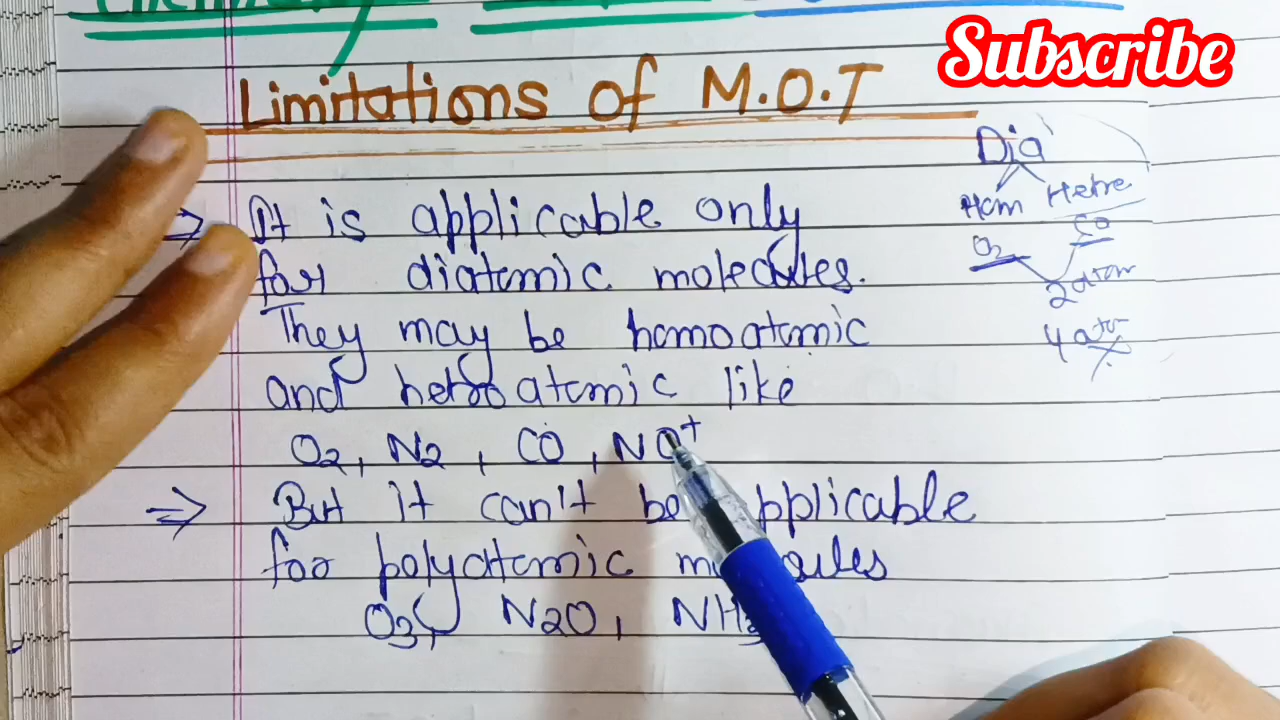 Subscribe
Limitations of M.O.T
Dia
Hom Hetre
O2 CO
2 atom
4 atom
⇒ It is applicable only
for diatomic molecules.
They may be homoatomic
and hetroatomic like
O2, N2, CO, NO+
⇒ But it can't be applicable
for polyatomic molecules
O3, N2O, NH3